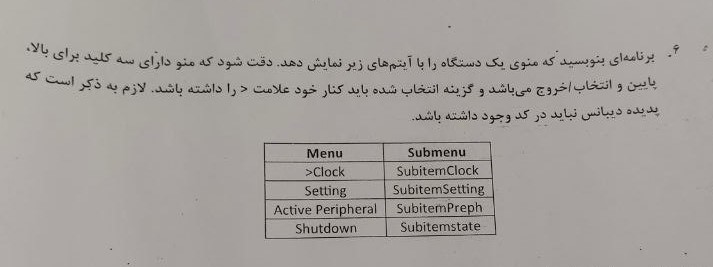 ۶. برنامه‌ای بنویسید که منوی یک دستگاه را با آیتم‌های زیر نمایش دهد. دقت شود که منو دارای سه کلید برای بالا،
پایین و انتخاب/خروج می‌باشد و گزینه انتخاب شده باید کنار خود علامت > را داشته باشد. لازم به ذکر است که
پدیده دیبانس نباید در کد وجود داشته باشد.
Menu Submenu
>Clock SubitemClock
Setting SubitemSetting
Active Peripheral SubitemPreph
Shutdown Subitemstate